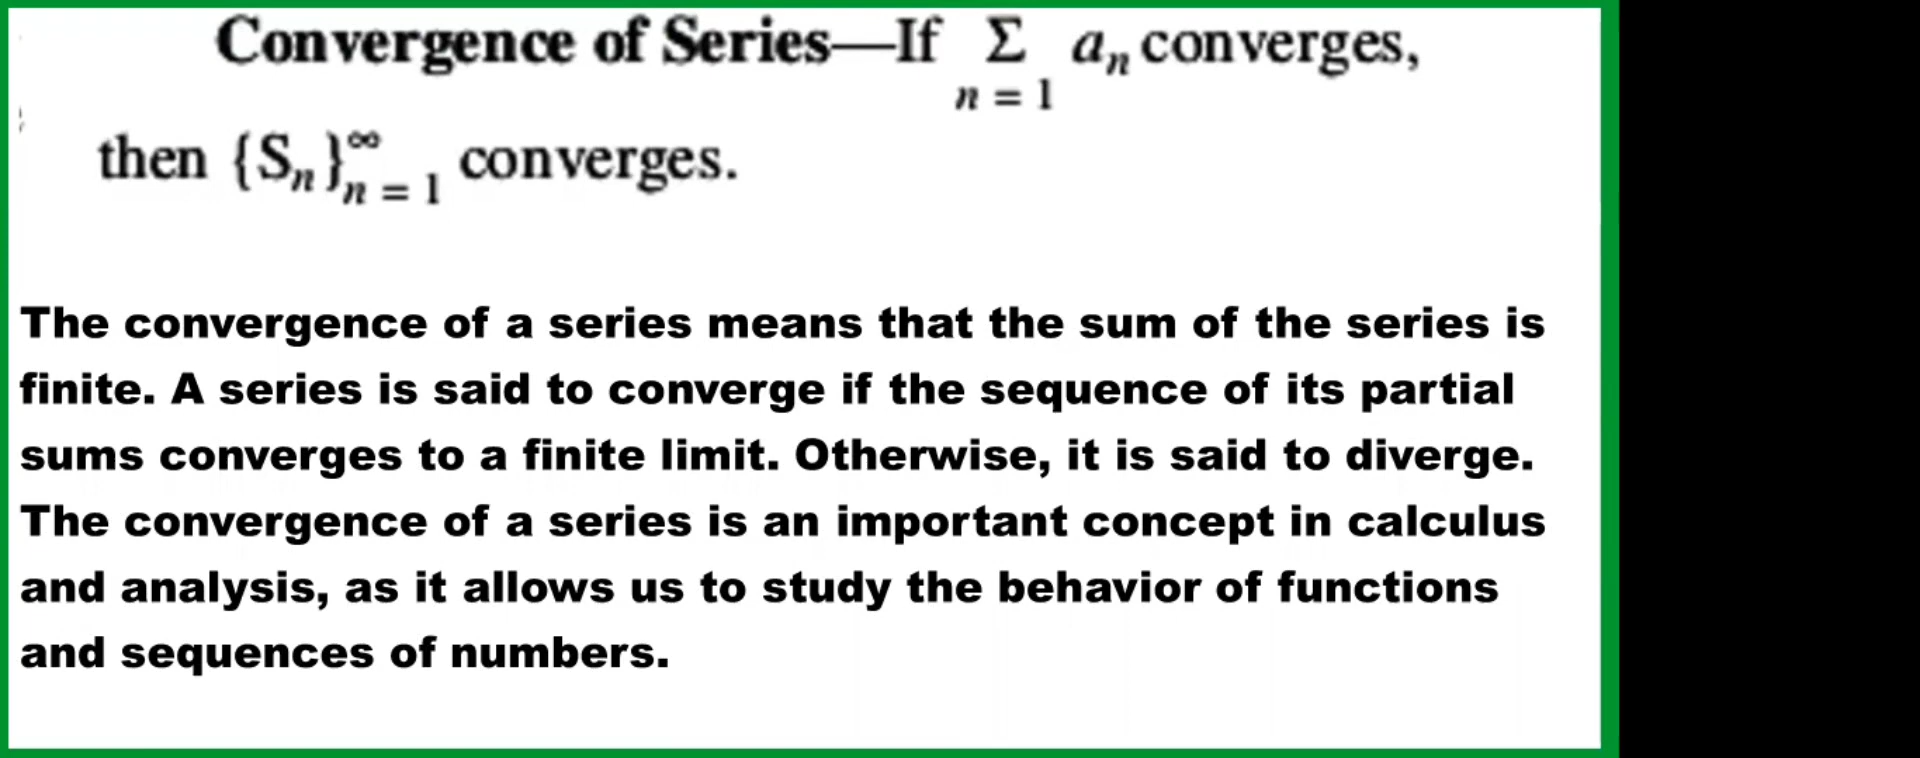 Convergence of Series—If Σ aₙ converges,
n = 1
then {Sₙ}∞ₙ₌₁ converges.
The convergence of a series means that the sum of the series is
finite. A series is said to converge if the sequence of its partial
sums converges to a finite limit. Otherwise, it is said to diverge.
The convergence of a series is an important concept in calculus
and analysis, as it allows us to study the behavior of functions
and sequences of numbers.